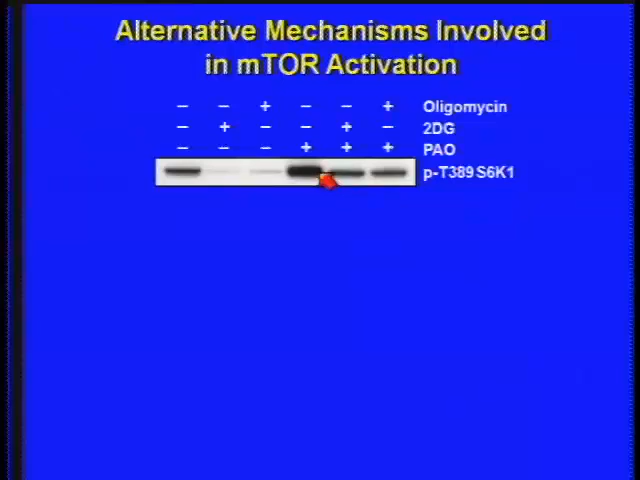 Alternative Mechanisms Involved
in mTOR Activation
– – + – – + Oligomycin
– + – – + – 2DG
– – – + + + PAO
p-T389 S6K1